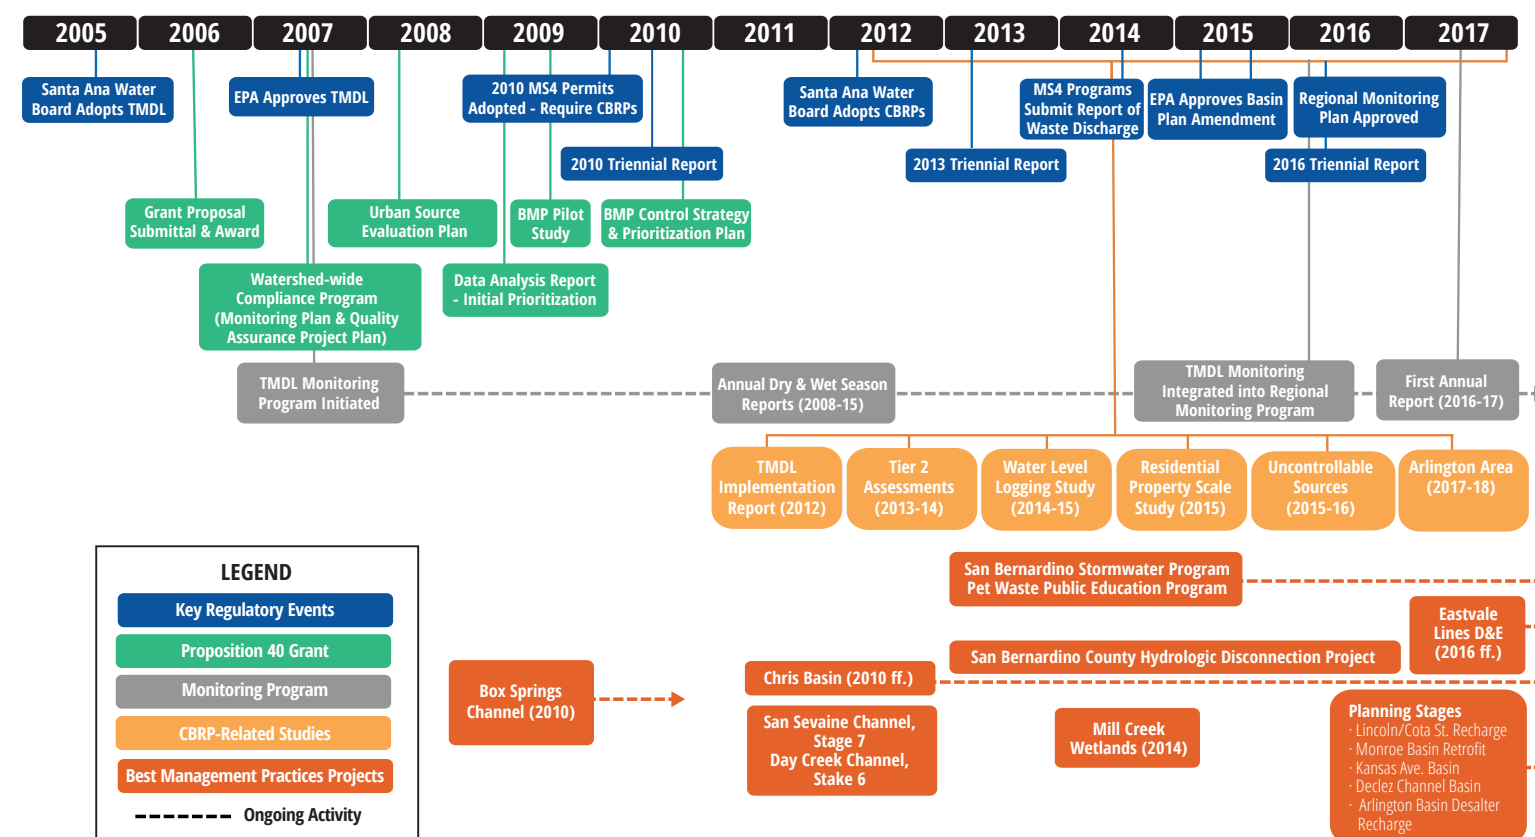 2005 2006 2007 2008 2009 2010 2011 2012 2013 2014 2015 2016 2017
Santa Ana Water
Board Adopts TMDL
EPA Approves TMDL
2010 MS4 Permits
Adopted - Require CBRPs
2010 Triennial Report
Santa Ana Water
Board Adopts CBRPs
2013 Triennial Report
MS4 Programs
Submit Report of
Waste Discharge
EPA Approves Basin
Plan Amendment
Regional Monitoring
Plan Approved
2016 Triennial Report
Grant Proposal
Submittal & Award
Urban Source
Evaluation Plan
BMP Pilot
Study
BMP Control Strategy
& Prioritization Plan
Watershed-wide
Compliance Program
(Monitoring Plan & Quality
Assurance Project Plan)
Data Analysis Report
- Initial Prioritization
TMDL Monitoring
Program Initiated
Annual Dry & Wet Season
Reports (2008-15)
TMDL Monitoring
Integrated into Regional
Monitoring Program
First Annual
Report (2016-17)
TMDL
Implementation
Report (2012)
Tier 2
Assessments
(2013-14)
Water Level
Logging Study
(2014-15)
Residential
Property Scale
Study (2015)
Uncontrollable
Sources
(2015-16)
Arlington Area
(2017-18)
San Bernardino Stormwater Program
Pet Waste Public Education Program
Eastvale
Lines D&E
(2016 ff.)
San Bernardino County Hydrologic Disconnection Project
Box Springs
Channel (2010)
Chris Basin (2010 ff.)
San Sevaine Channel,
Stage 7
Day Creek Channel,
Stake 6
Mill Creek
Wetlands (2014)
Planning Stages
· Lincoln/Cota St. Recharge
· Monroe Basin Retrofit
· Kansas Ave. Basin
· Declez Channel Basin
· Arlington Basin Desalter
Recharge
LEGEND
Key Regulatory Events
Proposition 40 Grant
Monitoring Program
CBRP-Related Studies
Best Management Practices Projects
Ongoing Activity